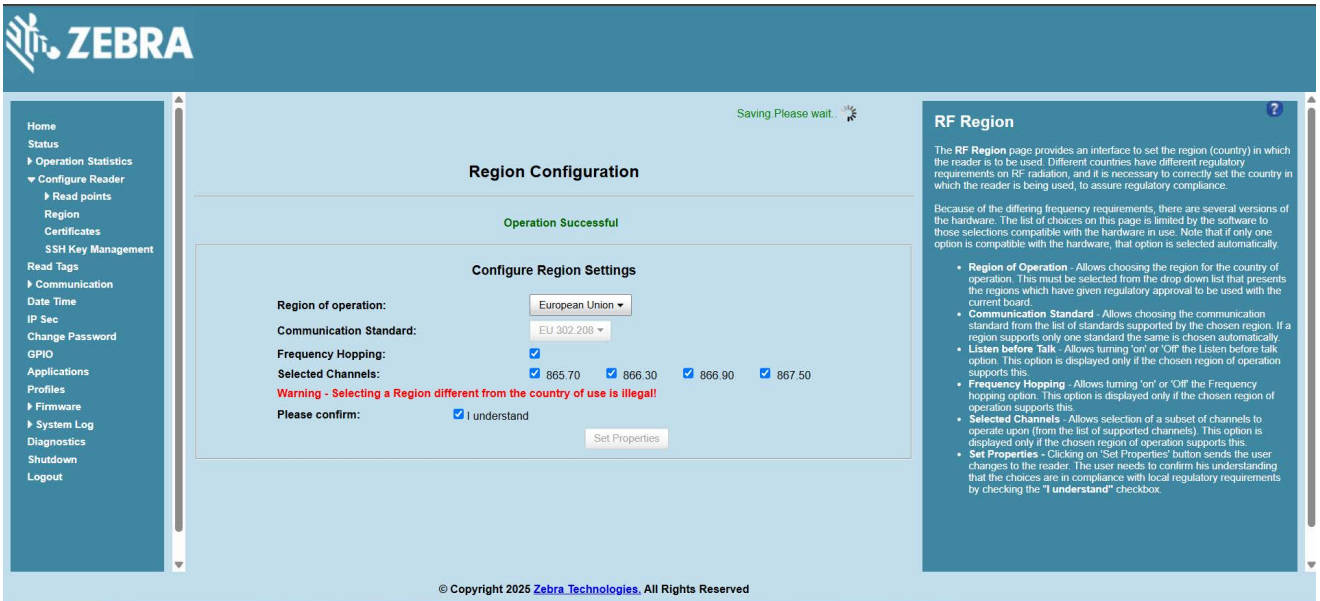 ZEBRA
Home
Status
Operation Statistics
Configure Reader
Read points
Region
Certificates
SSH Key Management
Read Tags
Communication
Date Time
IP Sec
Change Password
GPIO
Applications
Profiles
Firmware
System Log
Diagnostics
Shutdown
Logout
Saving.Please wait..
Region Configuration
Operation Successful
Configure Region Settings
Region of operation: European Union
Communication Standard: EU 302.208
Frequency Hopping:
Selected Channels: 865.70 866.30 866.90 867.50
Warning - Selecting a Region different from the country of use is illegal!
Please confirm: I understand
Set Properties
?
RF Region
The RF Region page provides an interface to set the region (country) in which
the reader is to be used. Different countries have different regulatory
requirements on RF radiation, and it is necessary to correctly set the country in
which the reader is being used, to assure regulatory compliance.
Because of the differing frequency requirements, there are several versions of
the hardware. The list of choices on this page is limited by the software to
those selections compatible with the hardware in use. Note that if only one
option is compatible with the hardware, that option is selected automatically.
• Region of Operation - Allows choosing the region for the country of
operation. This must be selected from the drop down list that presents
the regions which have given regulatory approval to be used with the
current board.
• Communication Standard - Allows choosing the communication
standard from the list of standards supported by the chosen region. If a
region supports only one standard the same is chosen automatically.
• Listen before Talk - Allows turning 'on' or 'Off' the Listen before talk
option. This option is displayed only if the chosen region of operation
supports this.
• Frequency Hopping - Allows turning 'on' or 'Off' the Frequency
hopping option. This option is displayed only if the chosen region of
operation supports this.
• Selected Channels - Allows selection of a subset of channels to
operate upon (from the list of supported channels). This option is
displayed only if the chosen region of operation supports this.
• Set Properties - Clicking on 'Set Properties' button sends the user
changes to the reader. The user needs to confirm his understanding
that the choices are in compliance with local regulatory requirements
by checking the "I understand" checkbox.
© Copyright 2025 Zebra Technologies. All Rights Reserved